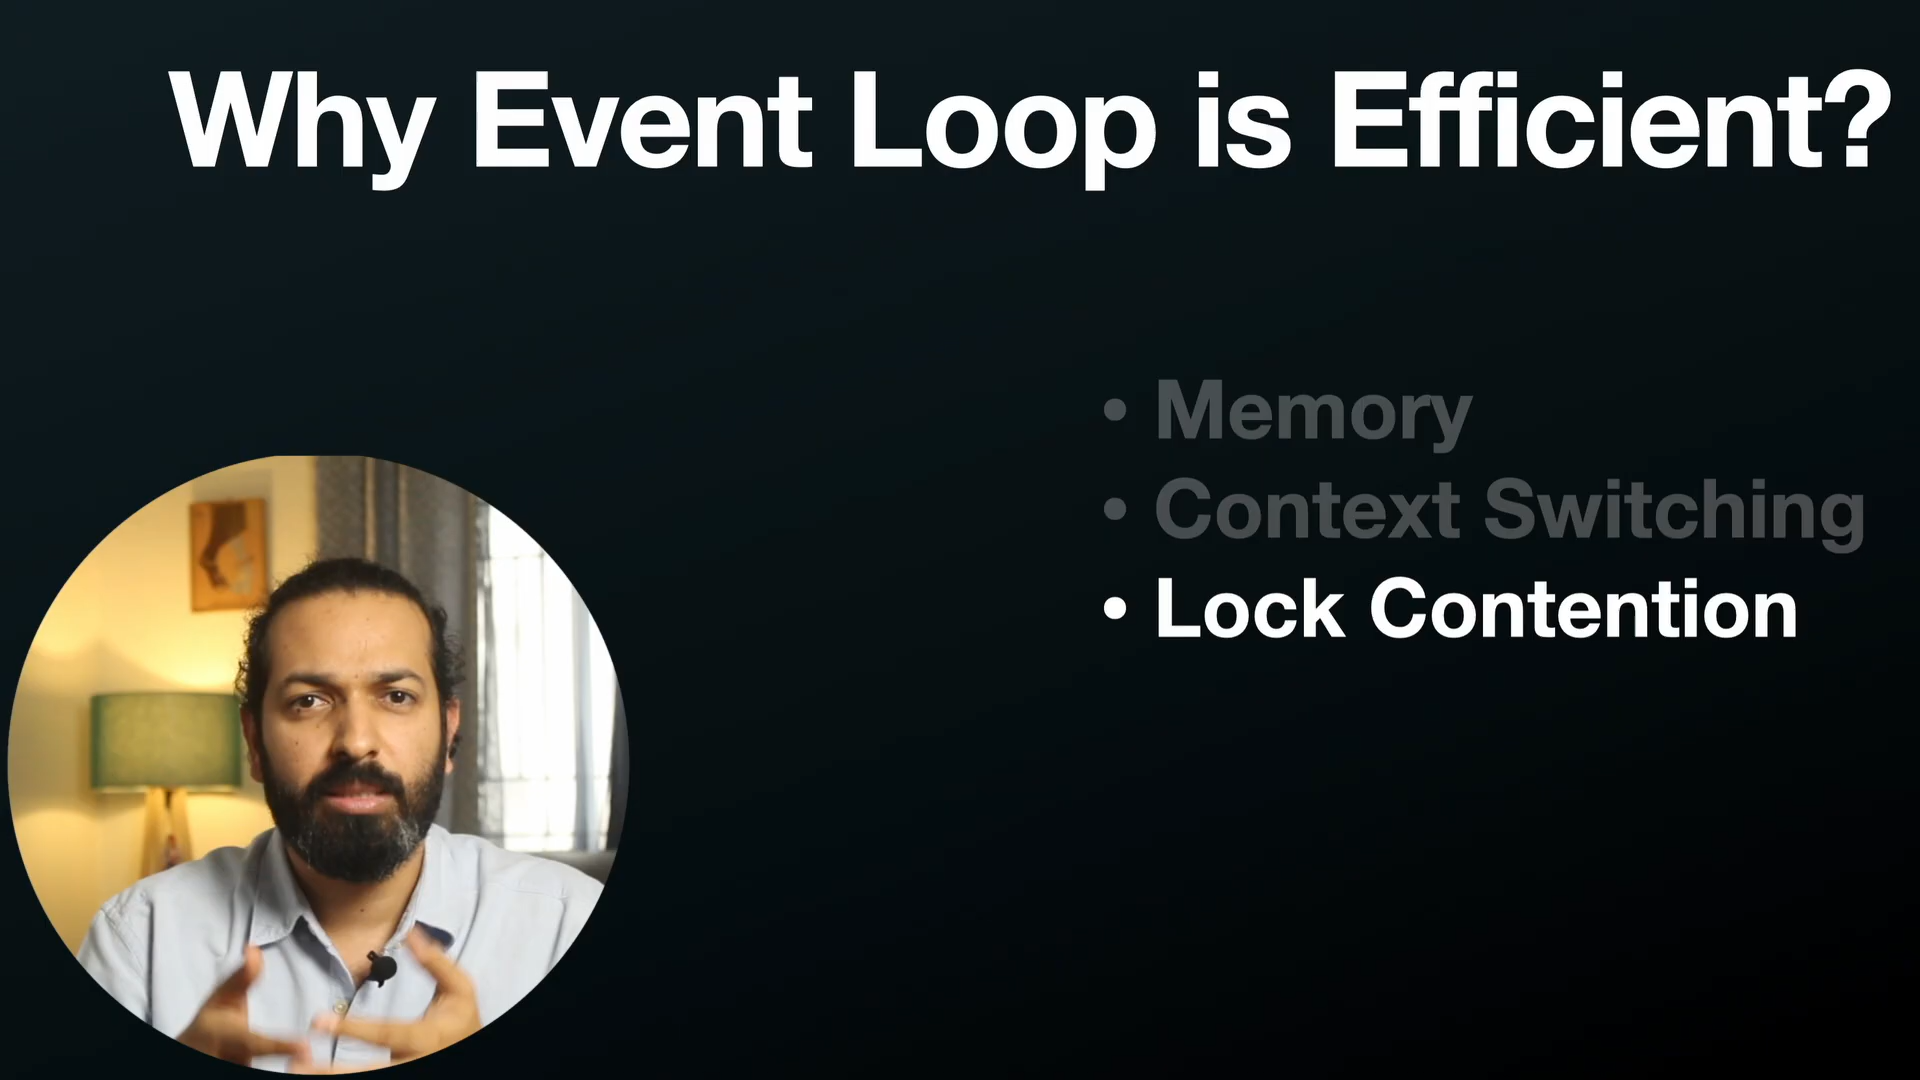 Why Event Loop is Efficient?
• Memory
• Context Switching
• Lock Contention